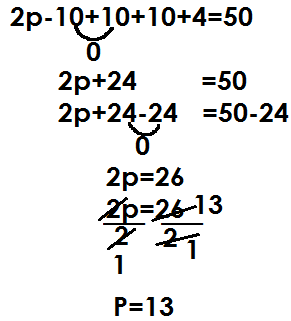 2p-10+10+10+4=50
0
2p+24 =50
2p+24-24 =50-24
0
2p=26
2p=26 13
2 2 1
1
P=13